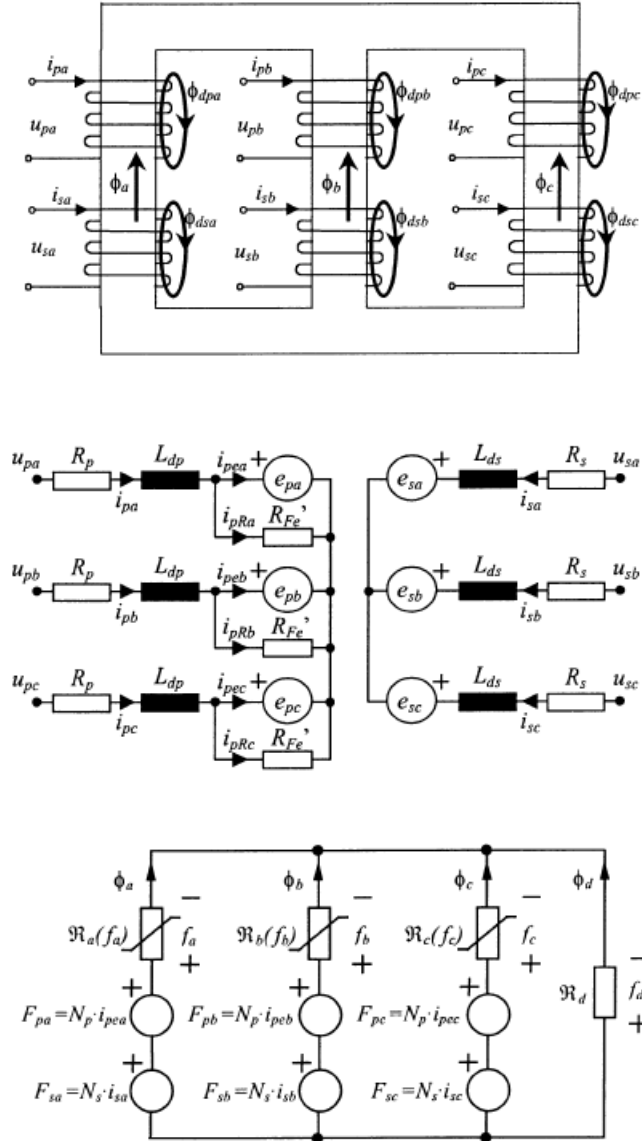 i_pa i_pb i_pc
ϕ_dpa ϕ_dpb ϕ_dpc
u_pa u_pb u_pc
i_sa ϕ_a i_sb ϕ_b i_sc ϕ_c
ϕ_dsa ϕ_dsb ϕ_dsc
u_sa u_sb u_sc
u_pa R_p L_dp i_pea + e_pa e_sa + L_ds R_s u_sa
i_pa i_pRa R_Fe' i_sa
u_pb R_p L_dp i_peb + e_pb e_sb + L_ds R_s u_sb
i_pb i_pRb R_Fe' i_sb
u_pc R_p L_dp i_pec + e_pc e_sc + L_ds R_s u_sc
i_pc i_pRc R_Fe' i_sc
ϕ_a ϕ_b ϕ_c ϕ_d
− − − −
ℜ_a(f_a) f_a ℜ_b(f_b) f_b ℜ_c(f_c) f_c ℜ_d f_d
+ + + +
F_pa=N_p·i_pea + F_pb=N_p·i_peb + F_pc=N_p·i_pec +
F_sa=N_s·i_sa + F_sb=N_s·i_sb + F_sc=N_s·i_sc +